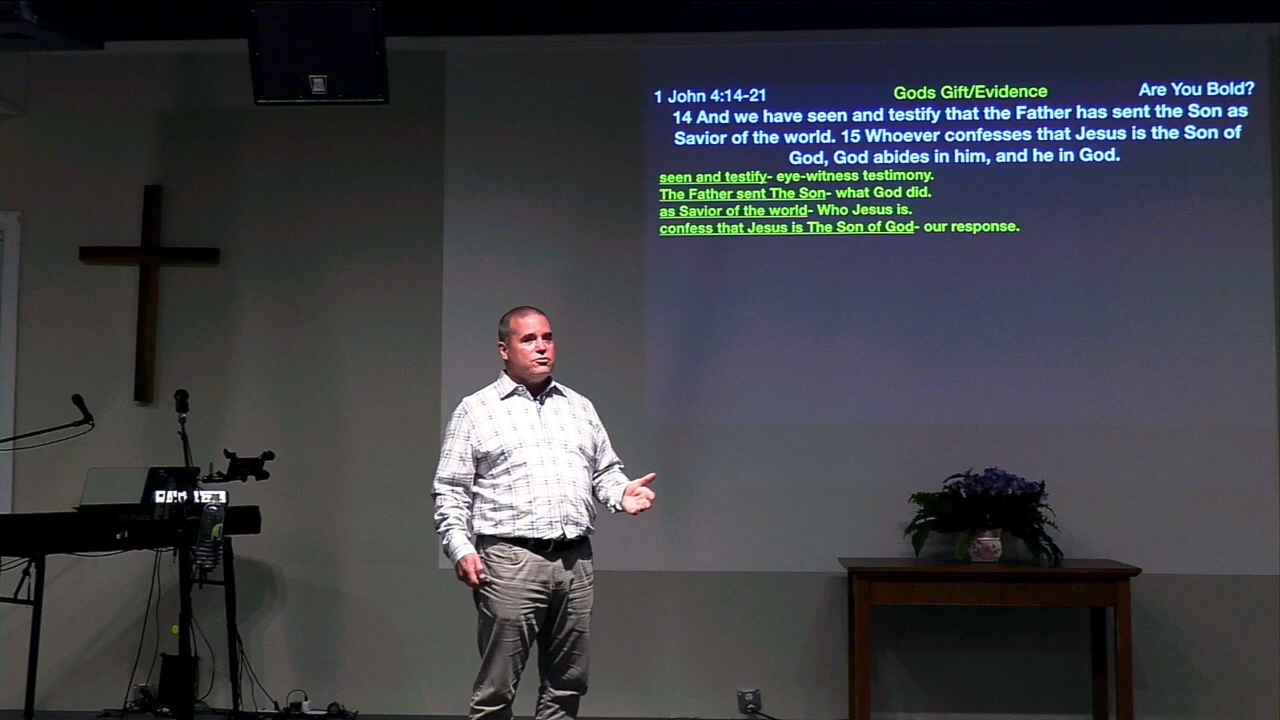 1 John 4:14-21 Gods Gift/Evidence Are You Bold?
14 And we have seen and testify that the Father has sent the Son as
Savior of the world. 15 Whoever confesses that Jesus is the Son of
God, God abides in him, and he in God.
seen and testify- eye-witness testimony.
The Father sent The Son- what God did.
as Savior of the world- Who Jesus is.
confess that Jesus is The Son of God- our response.